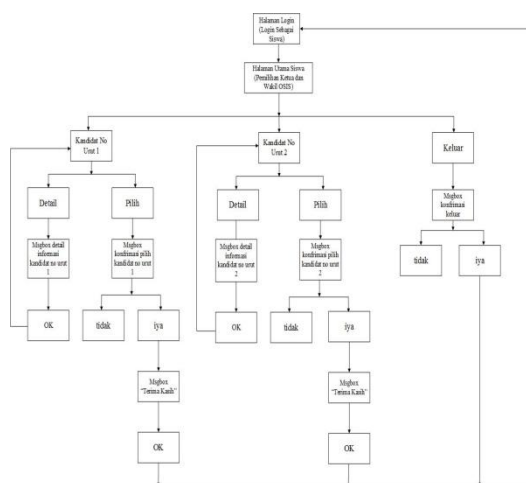 Halaman Login
(Login Sebagai
Siswa)
Halaman Utama Siswa
(Pemilihan Ketua dan
Wakil OSIS)
Kandidat No
Urut 1
Kandidat No
Urut 2
Keluar
Detail
Pilih
Detail
Pilih
Msgbox
konfirmasi
keluar
Msgbox detail
informasi
kandidat no urut
1
Msgbox
konfirmasi pilih
kandidat no urut
1
Msgbox detail
informasi
kandidat no urut
2
Msgbox
konfirmasi pilih
kandidat no urut
2
tidak
iya
OK
tidak
iya
OK
tidak
iya
Msgbox
"Terima Kasih"
Msgbox
"Terima Kasih"
OK
OK